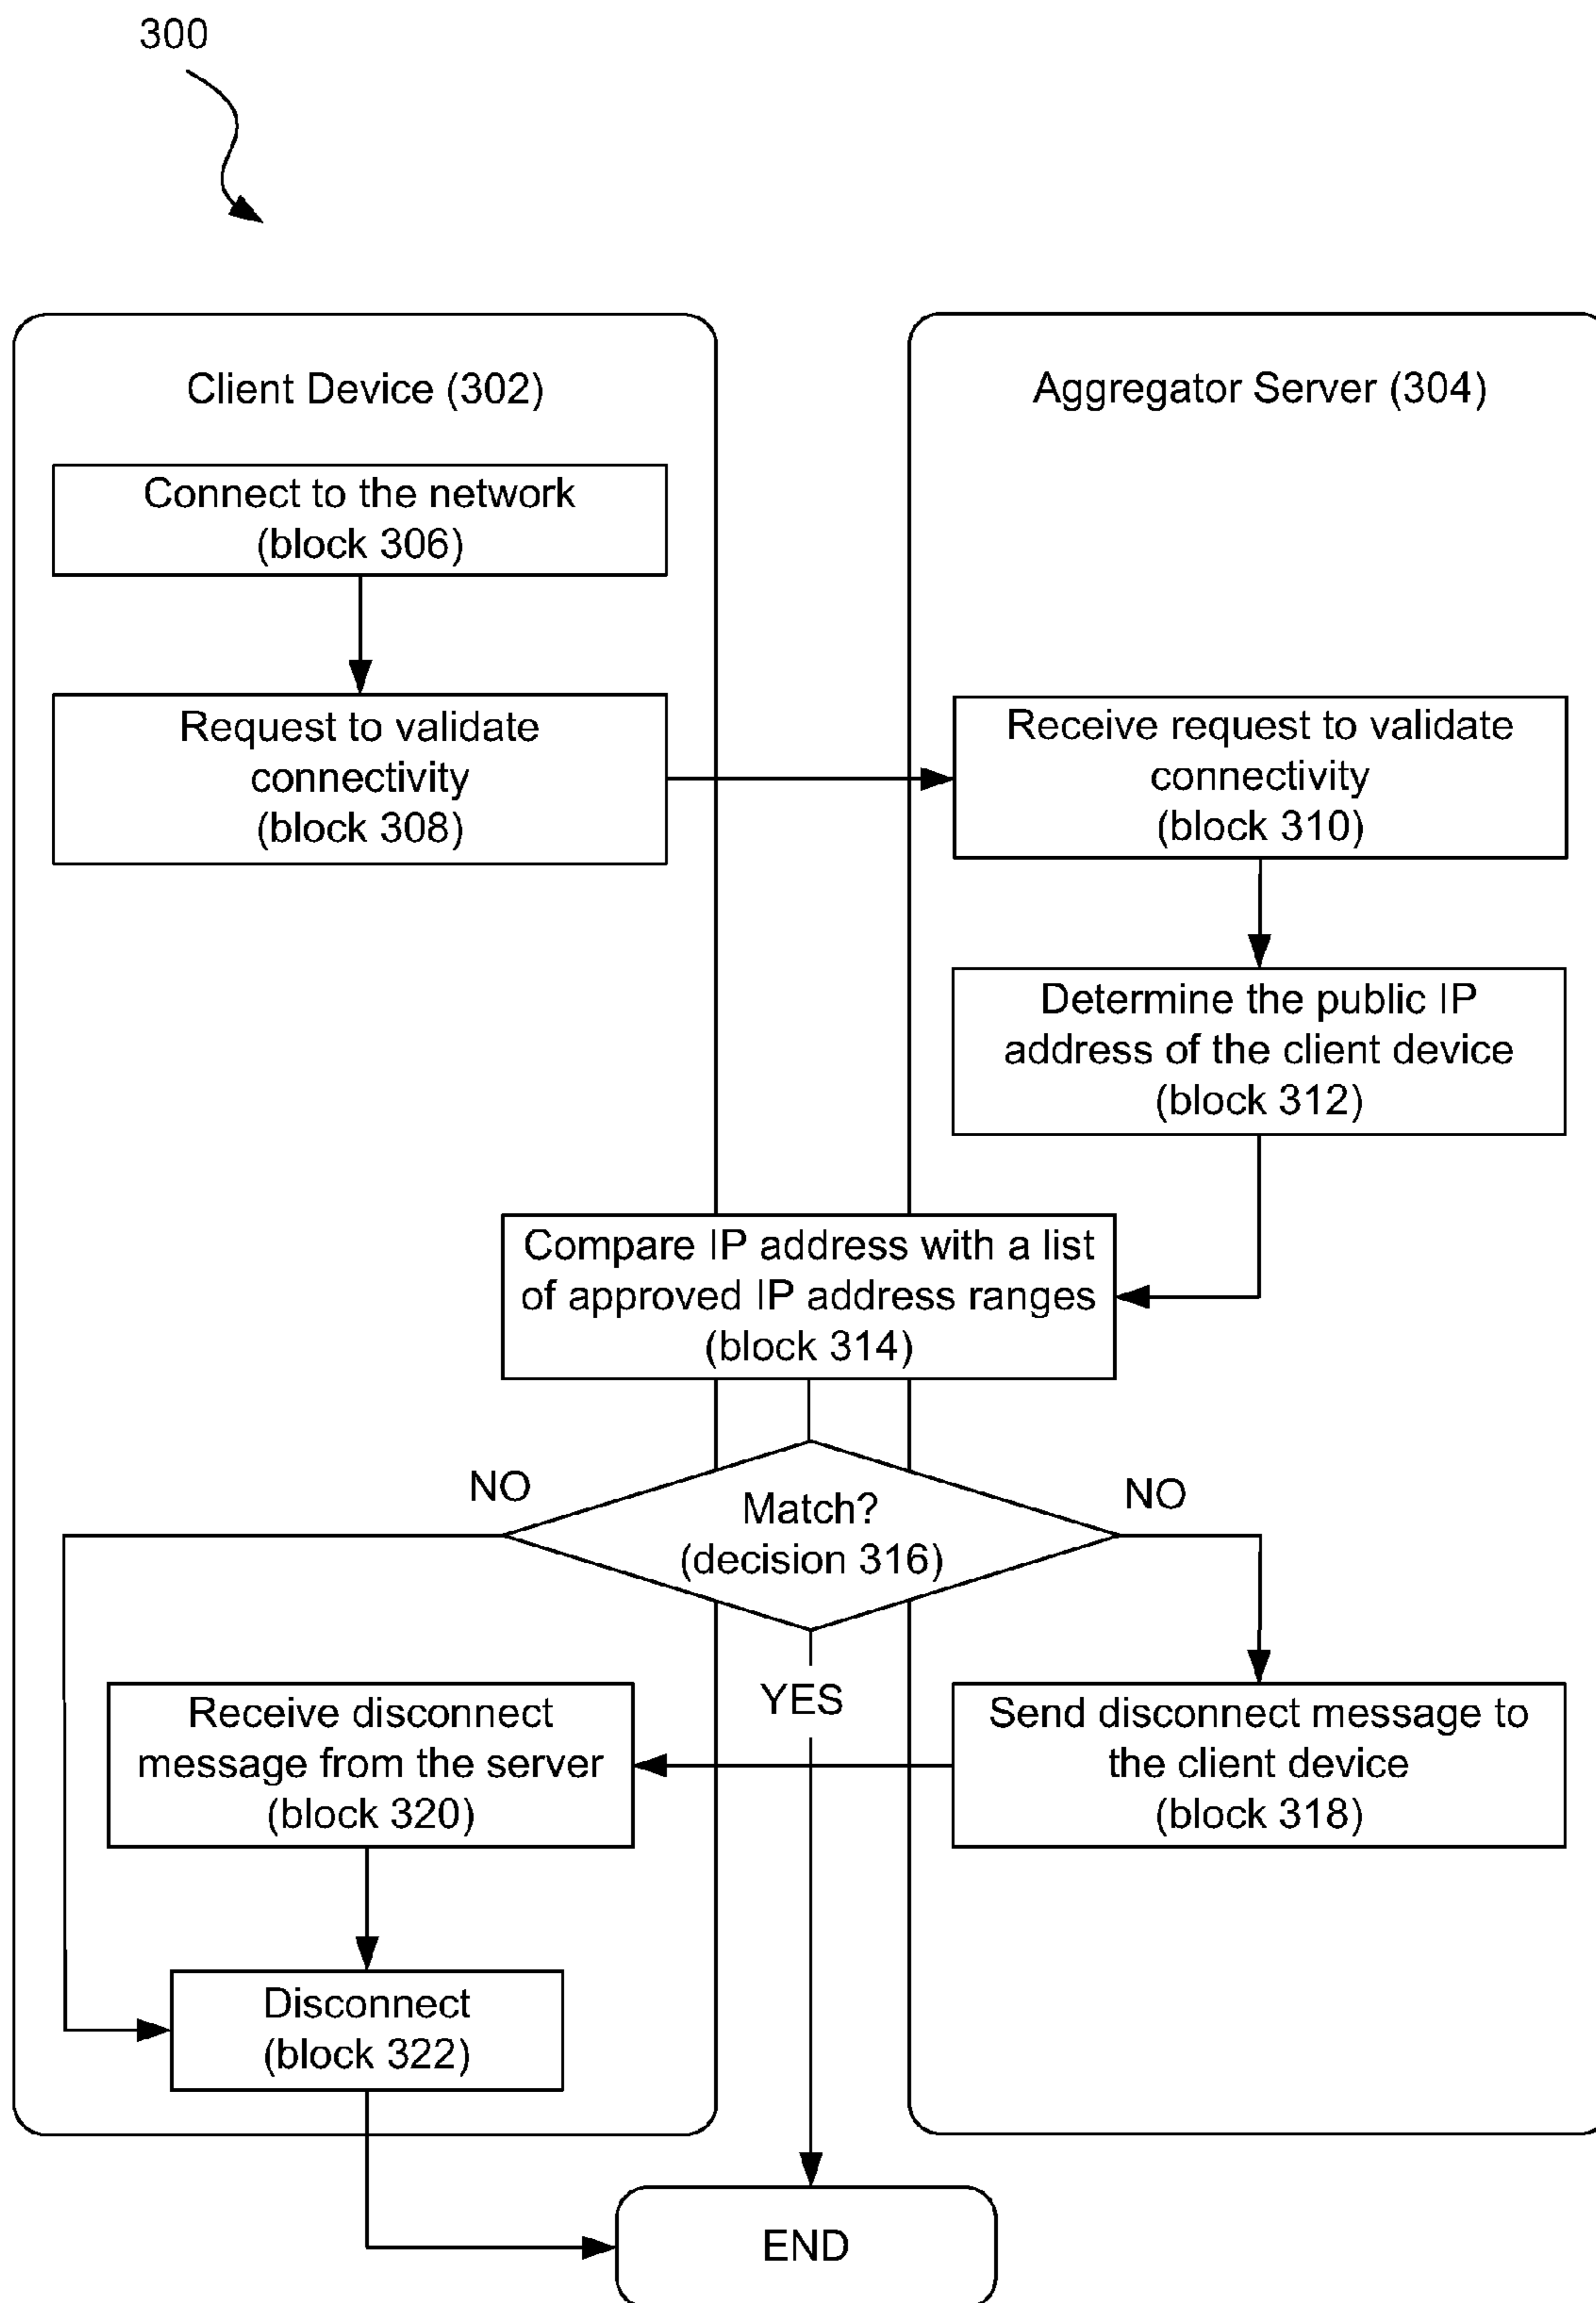 300
Client Device (302)
Aggregator Server (304)
Connect to the network
(block 306)
Request to validate
connectivity
(block 308)
Receive request to validate
connectivity
(block 310)
Determine the public IP
address of the client device
(block 312)
Compare IP address with a list
of approved IP address ranges
(block 314)
NO
Match?
(decision 316)
NO
YES
Receive disconnect
message from the server
(block 320)
Send disconnect message to
the client device
(block 318)
Disconnect
(block 322)
END